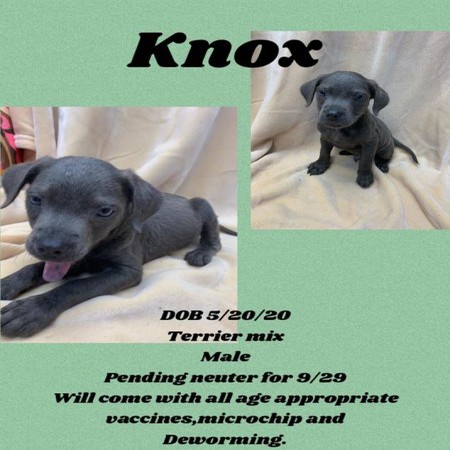 Knox
DOB 5/20/20
Terrier mix
Male
Pending neuter for 9/29
Will come with all age appropriate
vaccines,microchip and
Deworming.